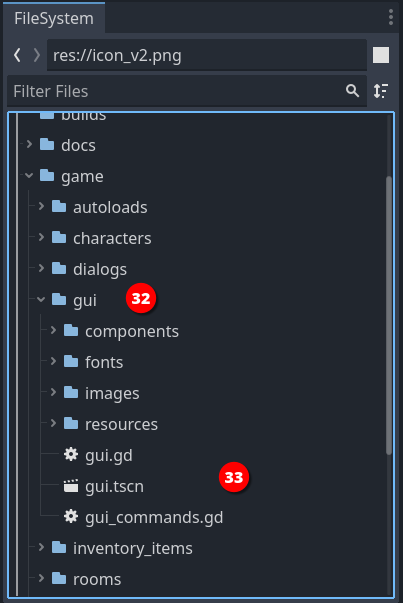 FileSystem
res://icon_v2.png
Filter Files
builds
docs
game
autoloads
characters
dialogs
gui 32
components
fonts
images
resources
gui.gd
gui.tscn 33
gui_commands.gd
inventory_items
rooms